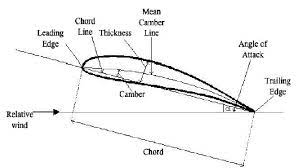 Mean
Camber
Line
Thickness
Chord
Line
Leading
Edge
Angle of
Attack
Camber
Trailing
Edge
Relative
wind
Chord